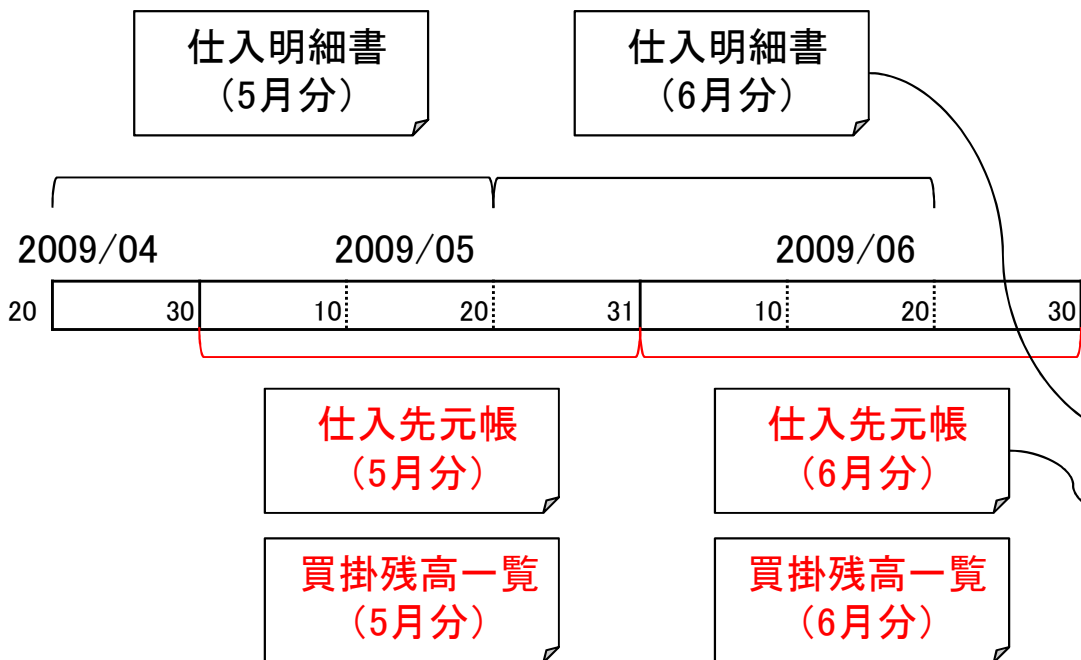 仕入明細書
（5月分）
仕入明細書
（6月分）
2009/04
2009/05
2009/06
20
30
10
20
31
10
20
30
仕入先元帳
（5月分）
仕入先元帳
（6月分）
買掛残高一覧
（5月分）
買掛残高一覧
（6月分）